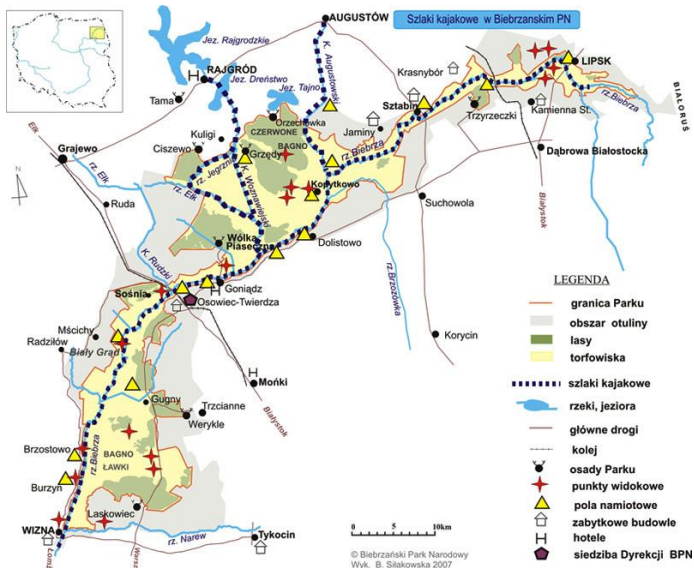 Szlaki kajakowe w Biebrzanskim PN
AUGUSTÓW
Jez. Rajgrodzkie
RAJGRÓD
Jez. Dreństwo
Jez. Tajno
K. Augustowski
Tama
Kuligi
Orzechówka
CZERWONE
BAGNO
Ciszewo
Grzędy
rz. Jegrznia
K. Woznawiejski
rz. Ełk
Kopytkowo
Jaminy
Sztabin
Krasnybór
rz. Biebrza
LIPSK
rz. Biebrza
BIAŁORUŚ
Trzyrzeczki
Kamienna St.
Dąbrowa Białostocka
Białystok
Suchowola
rz. Brzozówka
Korycin
Ełk
Grajewo
rz. Ełk
Ruda
K. Rudzki
N
Wólka
Piaseczna
Dolistowo
Goniądz
Osowiec-Twierdza
Sośnia
Mścichy
Radziłów
Biały Grąd
Mońki
Białystok
Gugny
Trzcianne
Werykle
Brzostowo
BAGNO
ŁAWKI
rz. Biebrza
Burzyn
Laskowiec
WIZNA
rz. Narew
Tykocin
LEGENDA
granica Parku
obszar otuliny
lasy
torfowiska
szlaki kajakowe
rzeki, jeziora
główne drogi
kolej
osady Parku
punkty widokowe
pola namiotowe
zabytkowe budowle
hotele
siedziba Dyrekcji BPN
0 5 10km
© Biebrzański Park Narodowy
Wyk. B. Siłakowska 2007